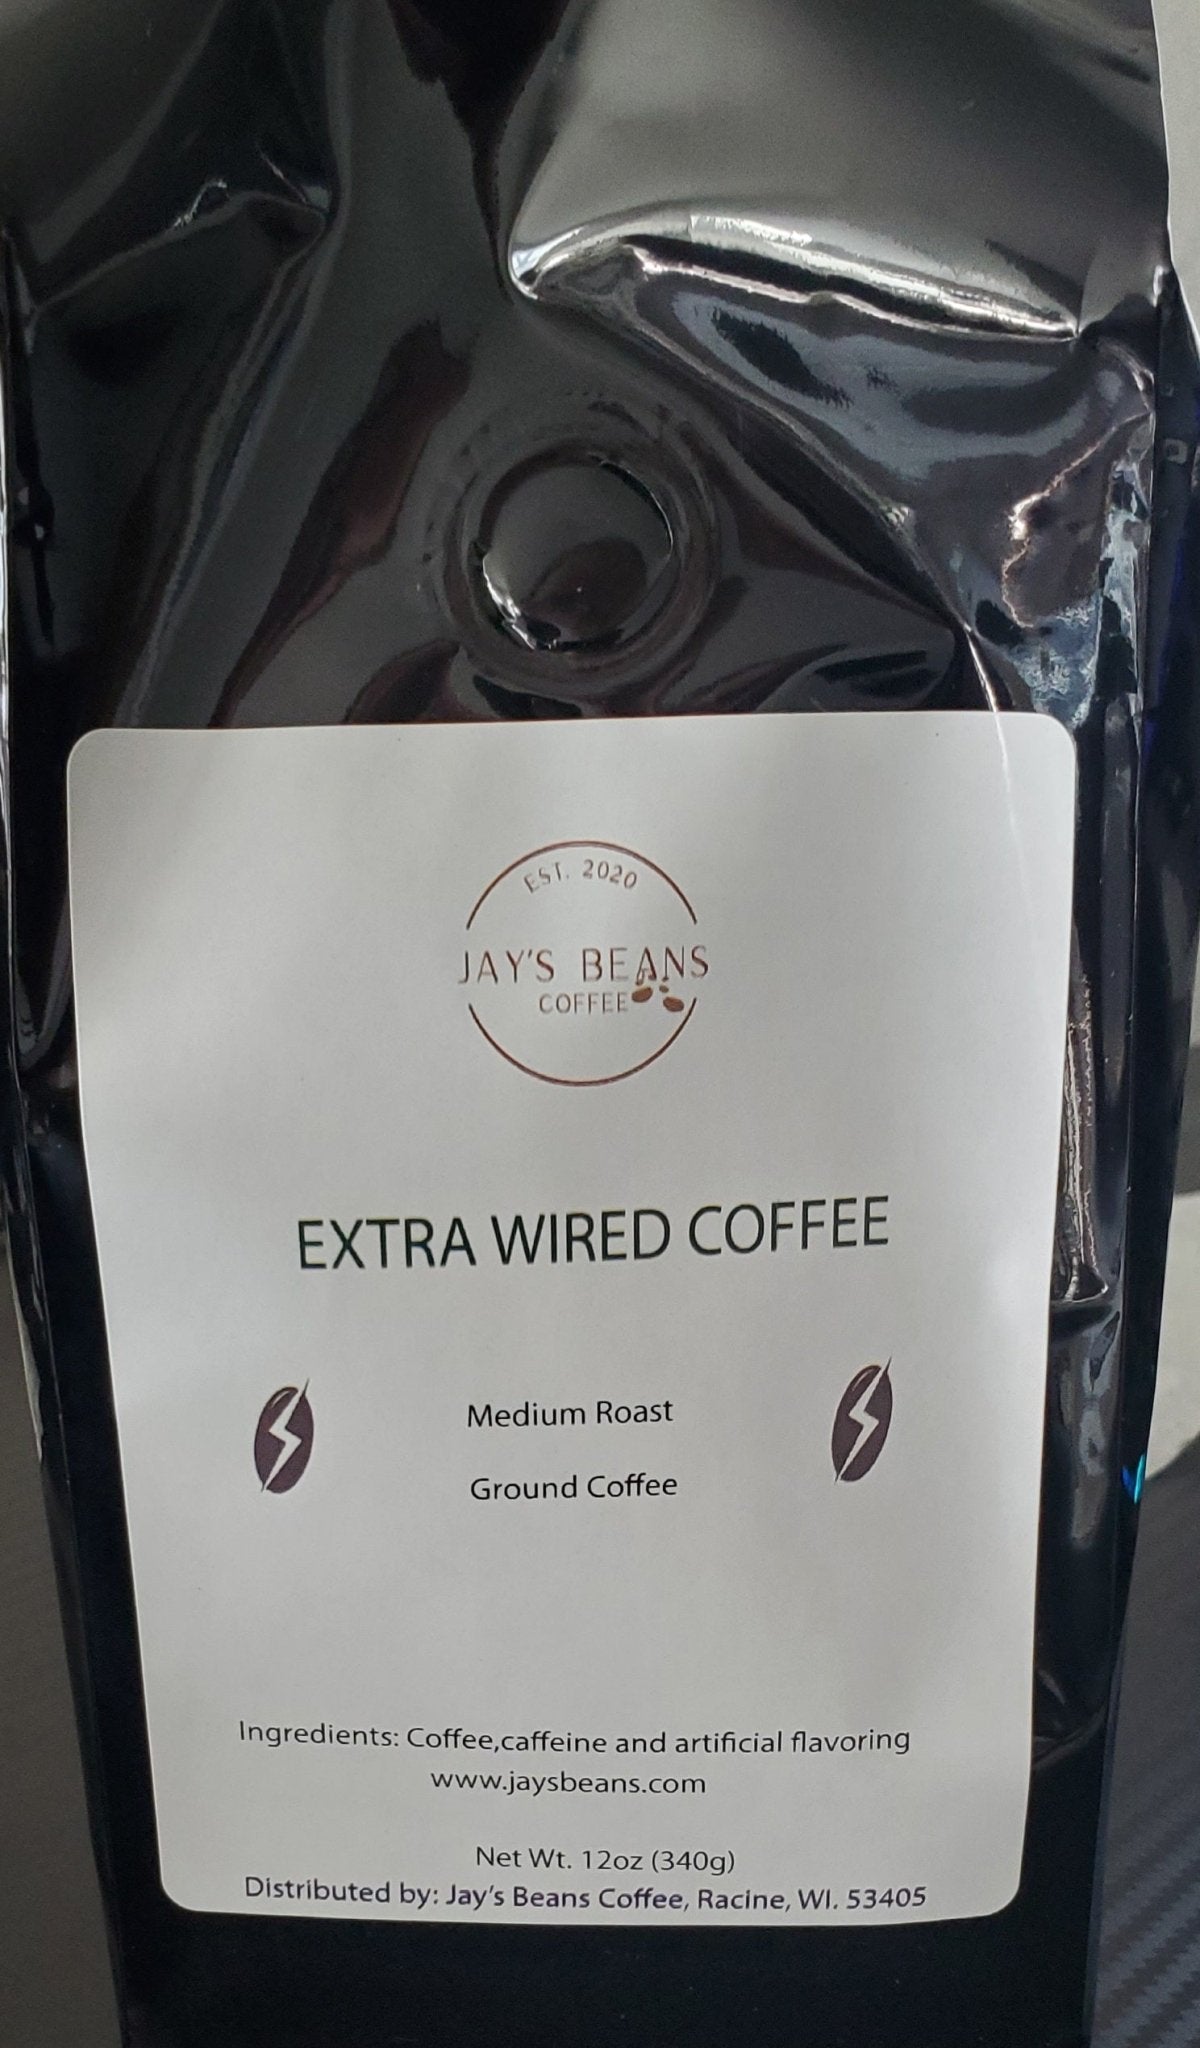 EST. 2020
JAY'S BEANS
COFFEE
EXTRA WIRED COFFEE
Medium Roast
Ground Coffee
Ingredients: Coffee,caffeine and artificial flavoring
www.jaysbeans.com
Net Wt. 12oz (340g)
Distributed by: Jay's Beans Coffee, Racine, WI. 53405